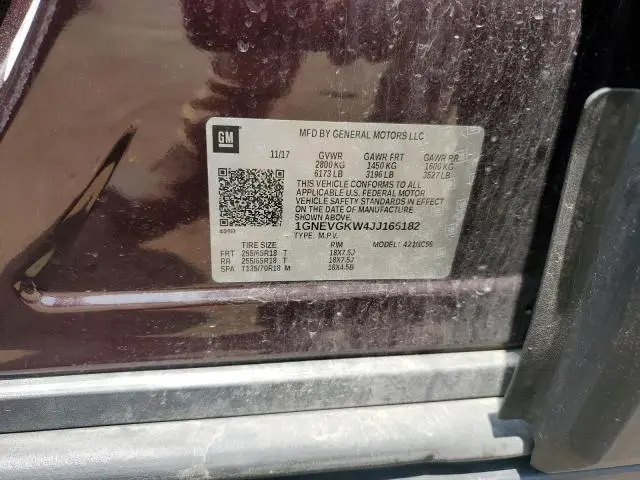 GM
MFD BY GENERAL MOTORS LLC
11/17 GVWR GAWR FRT GAWR RR
2800 KG 1450 KG 1600 KG
6173 LB 3196 LB 3527 LB
THIS VEHICLE CONFORMS TO ALL
APPLICABLE U.S. FEDERAL MOTOR
VEHICLE SAFETY STANDARDS IN EFFECT
ON THE DATE OF MANUFACTURE
SHOWN ABOVE.
1GNEVGKW4JJ165182
TYPE: M.P.V. MODEL:
TIRE SIZE RIM
FRT 255/65R18 T 18X7.5J
RR 255/65R18 T 18X7.5J
SPA T135/70R18 M 18X4.5B